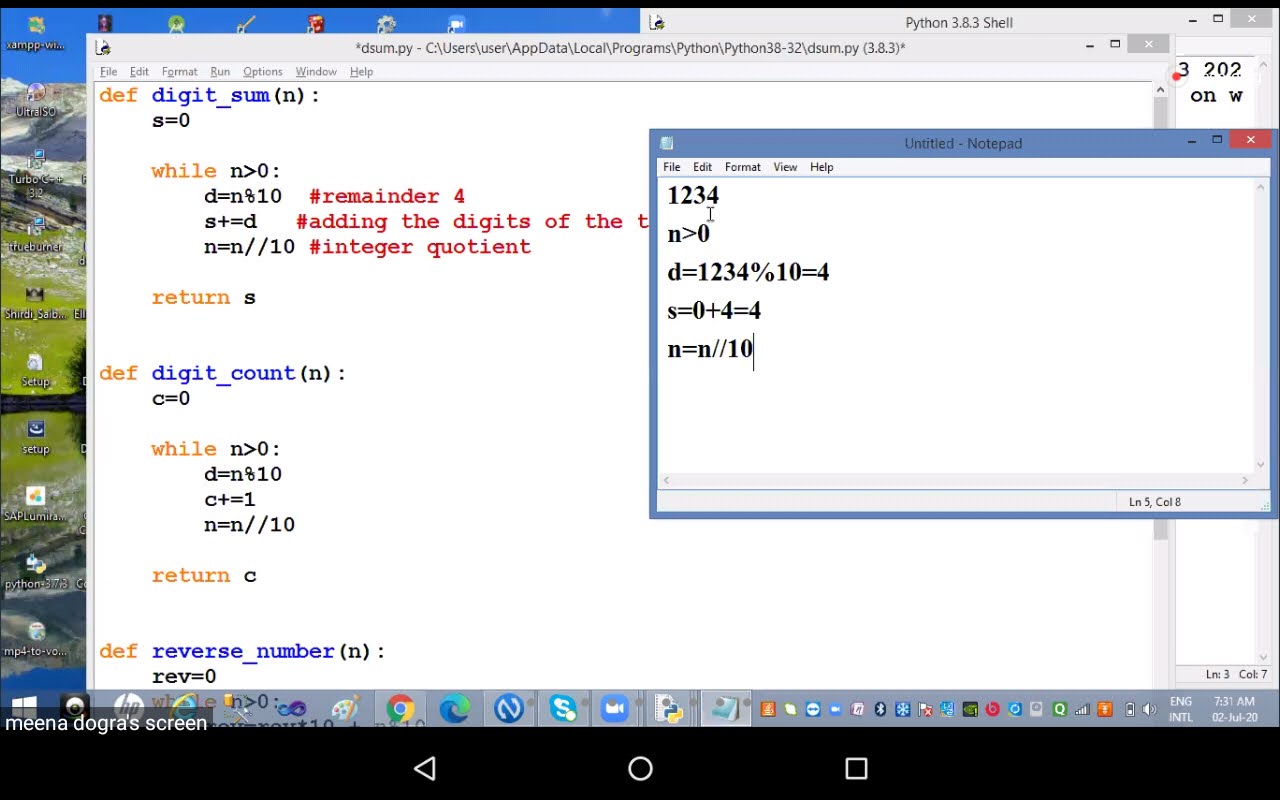 Python 3.8.3 Shell
*dsum.py - C:\Users\user\AppData\Local\Programs\Python\Python38-32\dsum.py (3.8.3)*
File Edit Format Run Options Window Help
def digit_sum(n):
s=0
while n>0:
d=n%10 #remainder 4
s+=d #adding the digits of the t
n=n//10 #integer quotient
return s
def digit_count(n):
c=0
while n>0:
d=n%10
c+=1
n=n//10
return c
def reverse_number(n):
rev=0
while n>0:
3 202
on w
Untitled - Notepad
File Edit Format View Help
1234
n>0
d=1234%10=4
s=0+4=4
n=n//10
Ln 5, Col 8
Ln: 3 Col: 7
xampp-wi...
UltraISO
Turbo C++
3.2
trueburner
Shirdi_Saib...
Setup
setup
SAPLumira...
python-3.7.3
mp4-to-vo...
ENG
INTL
7:31 AM
02-Jul-20
meena dogra's screen